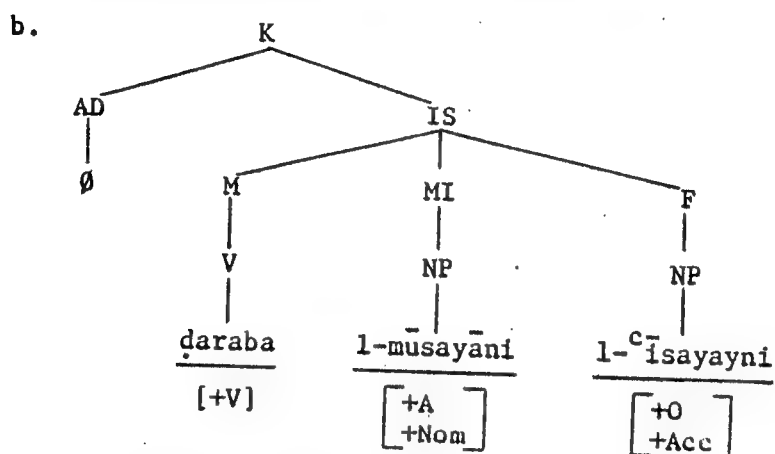 b.
K
AD IS
Ø M MI F
V NP NP
ḍaraba l-mūsayāni l-ᶜīsayayni
[+V] [+A +Nom] [+O +Acc]